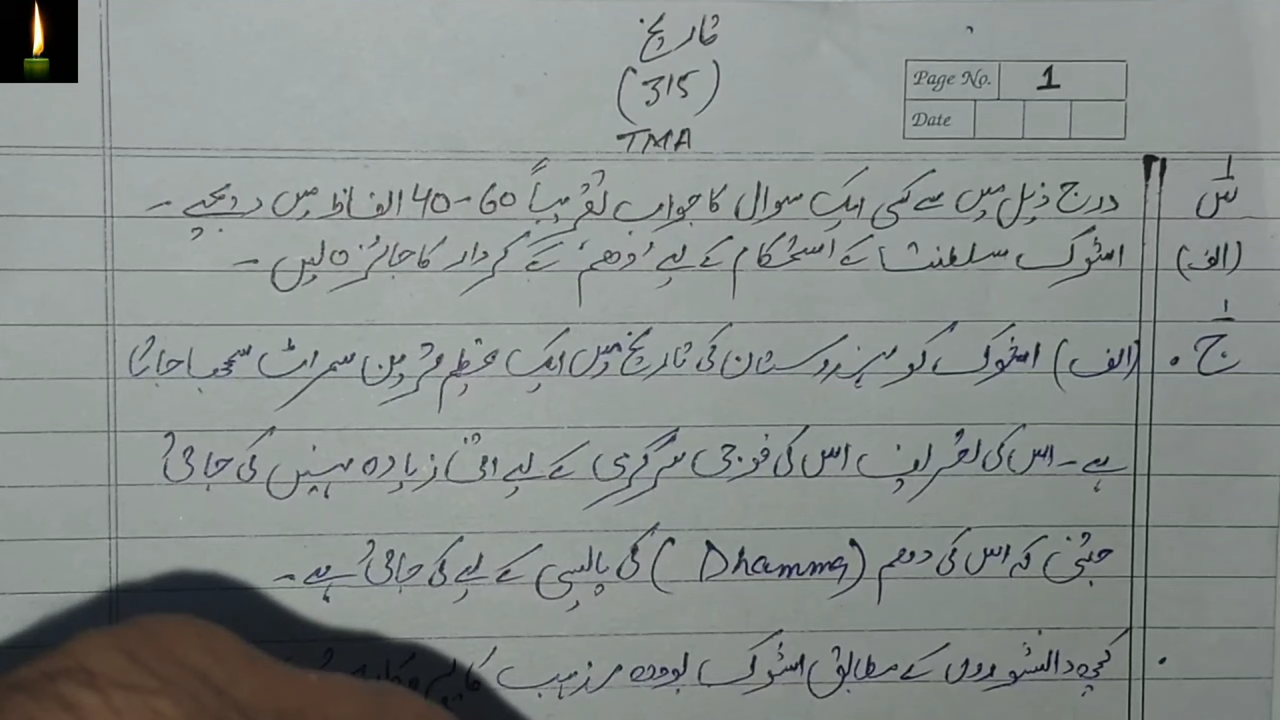 تاریخ
(315)
TMA
Page No. 1
Date
س ۱
درج ذیل میں سے کسی ایک سوال کا جواب تقریباً 60-40 الفاظ میں دیجیے۔
(الف) اشوک سلطنت کے استحکام کے لیے 'دھم' کے کردار کا جائزہ لیں۔
ج ۱
(الف) اشوک کو ہندوستان کی تاریخ میں ایک عظیم ترین سمراٹ سمجھا جاتا
ہے۔ اس کی تعریف اس کی فوجی سرگرمی کے لیے اتنی زیادہ نہیں کی جاتی
جتنی کہ اس کی دھم (Dhamma) کی پالیسی کے لیے کی جاتی ہے۔
کچھ دانشوروں کے مطابق اشوک بودھ مذہب کا